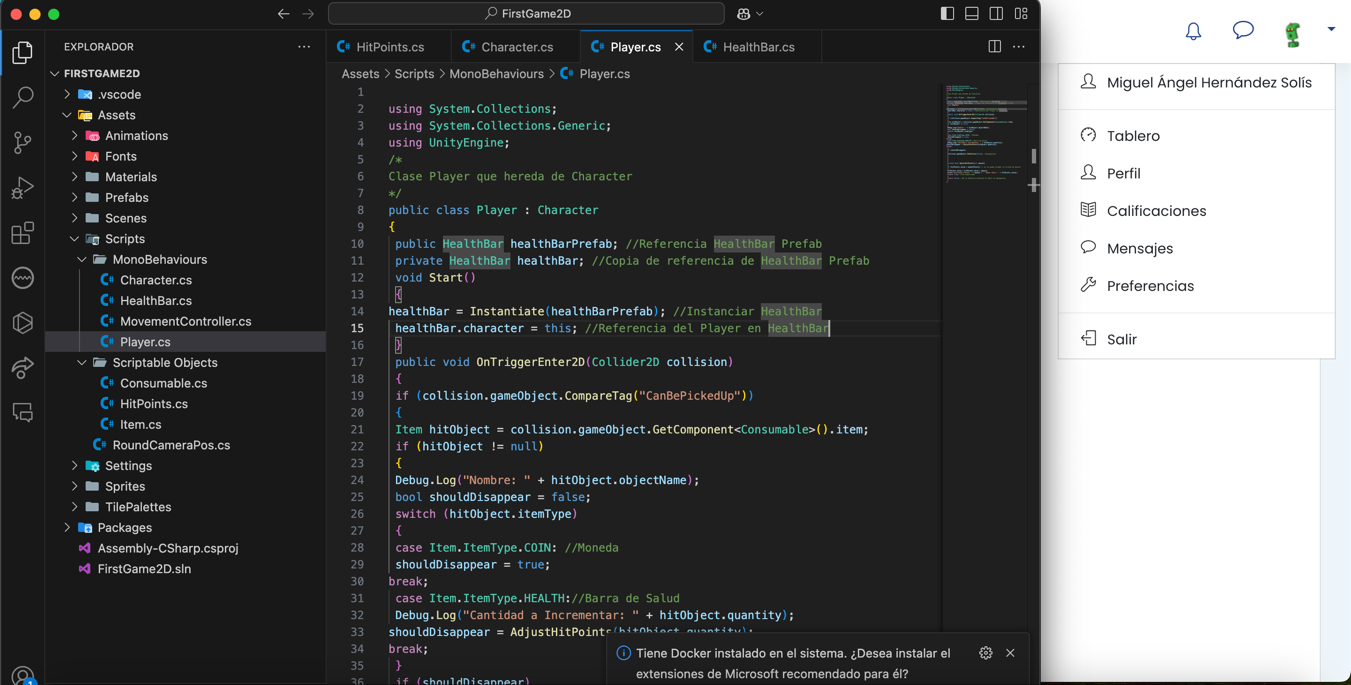 FirstGame2D
EXPLORADOR
FIRSTGAME2D
.vscode
Assets
Animations
Fonts
Materials
Prefabs
Scenes
Scripts
MonoBehaviours
Character.cs
HealthBar.cs
MovementController.cs
Player.cs
Scriptable Objects
Consumable.cs
HitPoints.cs
Item.cs
RoundCameraPos.cs
Settings
Sprites
TilePalettes
Packages
Assembly-CSharp.csproj
FirstGame2D.sln
1
HitPoints.cs
Character.cs
Player.cs
HealthBar.cs
Assets > Scripts > MonoBehaviours > Player.cs
1
2 using System.Collections;
3 using System.Collections.Generic;
4 using UnityEngine;
5 /*
6 Clase Player que hereda de Character
7 */
8 public class Player : Character
9 {
10 public HealthBar healthBarPrefab; //Referencia HealthBar Prefab
11 private HealthBar healthBar; //Copia de referencia de HealthBar Prefab
12 void Start()
13 {
14 healthBar = Instantiate(healthBarPrefab); //Instanciar HealthBar
15 healthBar.character = this; //Referencia del Player en HealthBar
16 }
17 public void OnTriggerEnter2D(Collider2D collision)
18 {
19 if (collision.gameObject.CompareTag("CanBePickedUp"))
20 {
21 Item hitObject = collision.gameObject.GetComponent<Consumable>().item;
22 if (hitObject != null)
23 {
24 Debug.Log("Nombre: " + hitObject.objectName);
25 bool shouldDisappear = false;
26 switch (hitObject.itemType)
27 {
28 case Item.ItemType.COIN: //Moneda
29 shouldDisappear = true;
30 break;
31 case Item.ItemType.HEALTH://Barra de Salud
32 Debug.Log("Cantidad a Incrementar: " + hitObject.quantity);
33 shouldDisappear = AdjustHitPoints(hitObject.quantity);
34 break;
35 }
36 if (shouldDisappear)
Tiene Docker instalado en el sistema. ¿Desea instalar el
extensiones de Microsoft recomendado para él?
Miguel Ángel Hernández Solís
Tablero
Perfil
Calificaciones
Mensajes
Preferencias
Salir